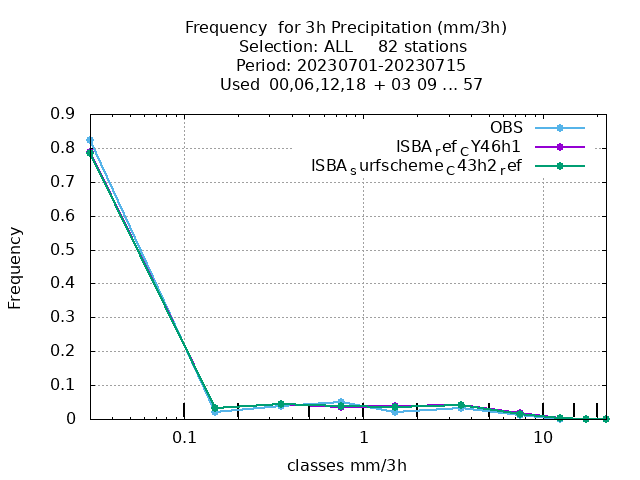 Frequency  for 3h Precipitation (mm/3h)
Selection: ALL     82 stations
Period: 20230701-20230715
Used  00,06,12,18  + 03 09 ... 57
OBS
ISBA_ref_CY46h1
ISBA_surfscheme_C43h2_ref
0.9
0.8
0.7
0.6
0.5
0.4
0.3
0.2
0.1
0
Frequency
0.1 1 10
classes mm/3h